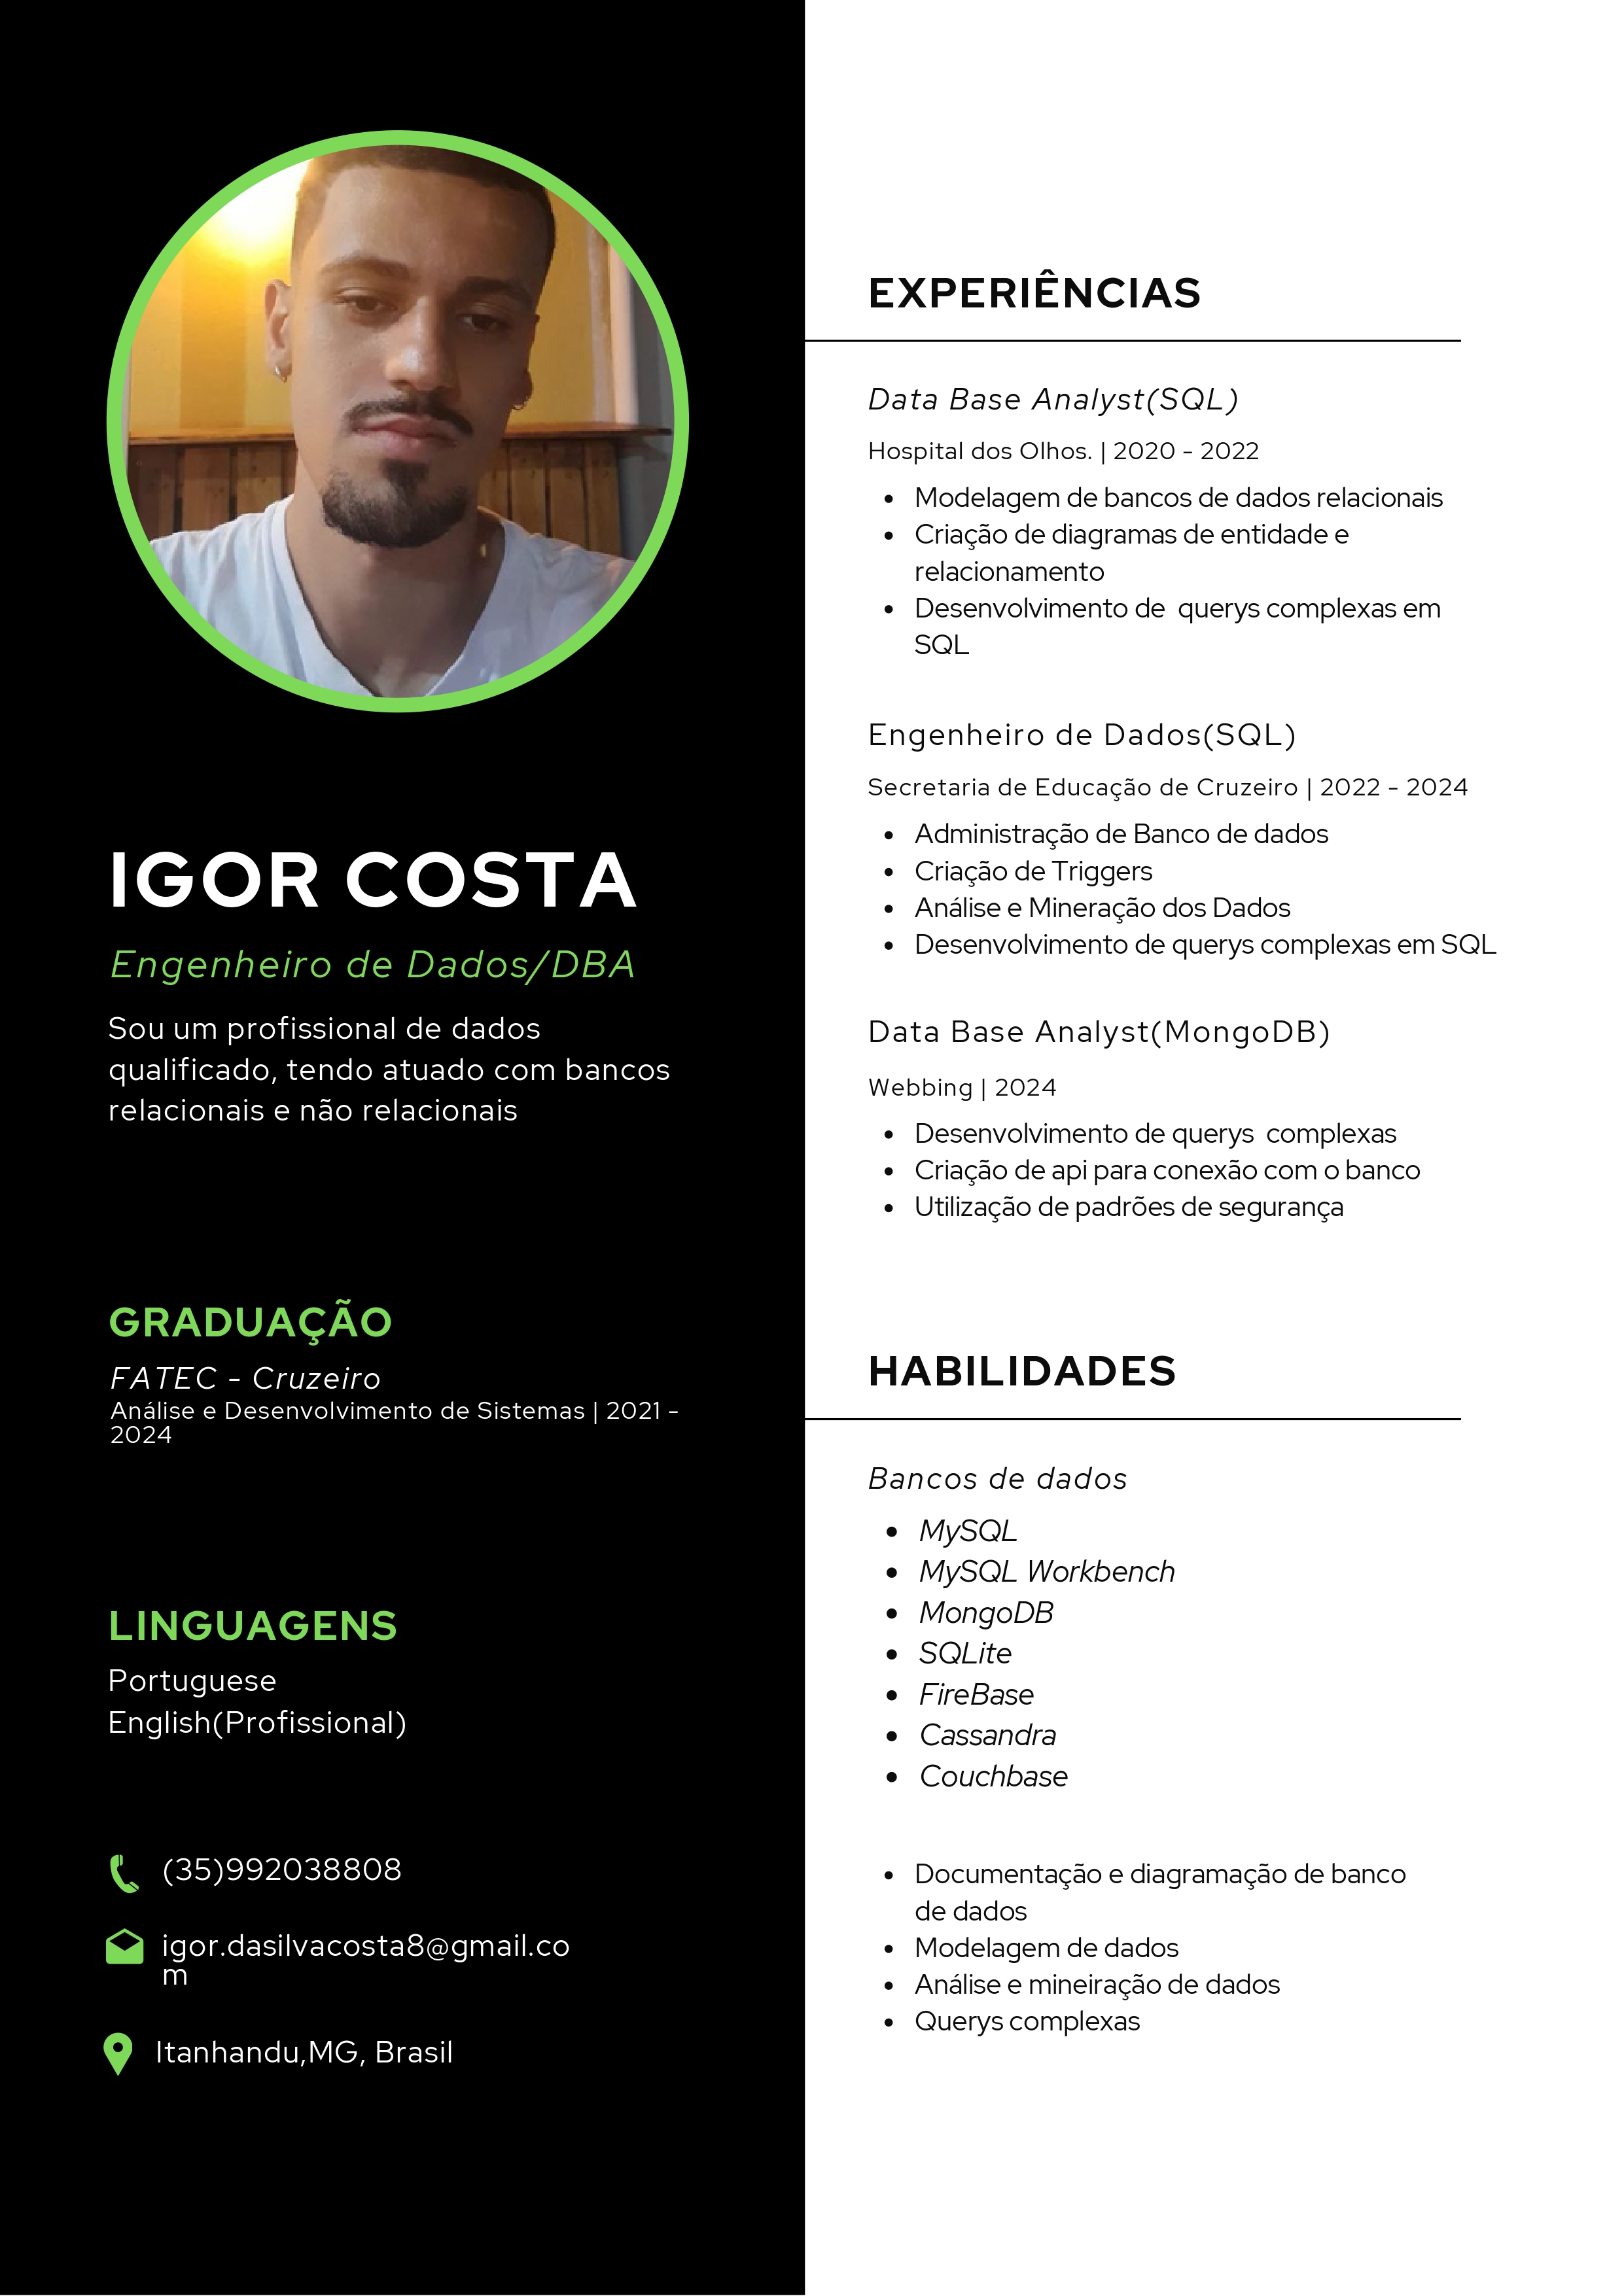 IGOR COSTA
Engenheiro de Dados/DBA
Sou um profissional de dados
qualificado, tendo atuado com bancos
relacionais e não relacionais
GRADUAÇÃO
FATEC - Cruzeiro
Análise e Desenvolvimento de Sistemas | 2021 -
2024
LINGUAGENS
Portuguese
English(Profissional)
(35)992038808
igor.dasilvacosta8@gmail.co
m
Itanhandu,MG, Brasil
EXPERIÊNCIAS
Data Base Analyst(SQL)
Hospital dos Olhos. | 2020 - 2022
• Modelagem de bancos de dados relacionais
• Criação de diagramas de entidade e
relacionamento
• Desenvolvimento de  querys complexas em
SQL
Engenheiro de Dados(SQL)
Secretaria de Educação de Cruzeiro | 2022 - 2024
• Administração de Banco de dados
• Criação de Triggers
• Análise e Mineração dos Dados
• Desenvolvimento de querys complexas em SQL
Data Base Analyst(MongoDB)
Webbing | 2024
• Desenvolvimento de querys  complexas
• Criação de api para conexão com o banco
• Utilização de padrões de segurança
HABILIDADES
Bancos de dados
• MySQL
• MySQL Workbench
• MongoDB
• SQLite
• FireBase
• Cassandra
• Couchbase
• Documentação e diagramação de banco
de dados
• Modelagem de dados
• Análise e mineiração de dados
• Querys complexas